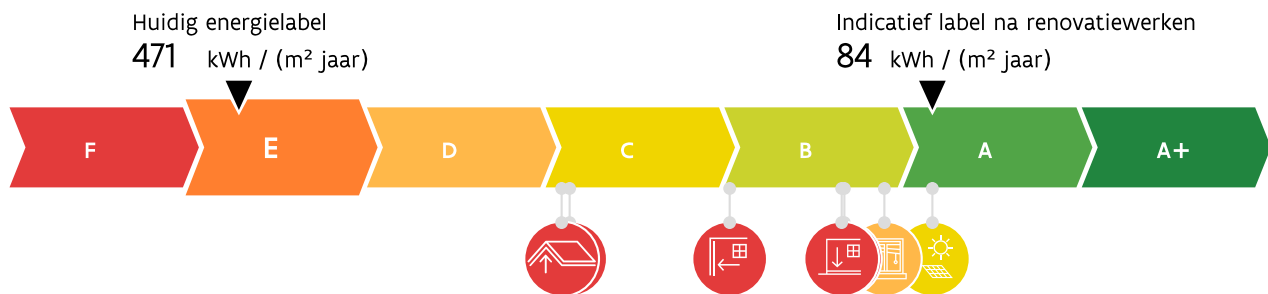 Huidig energielabel
471 kWh / (m² jaar)
Indicatief label na renovatiewerken
84 kWh / (m² jaar)
F E D C B A A+